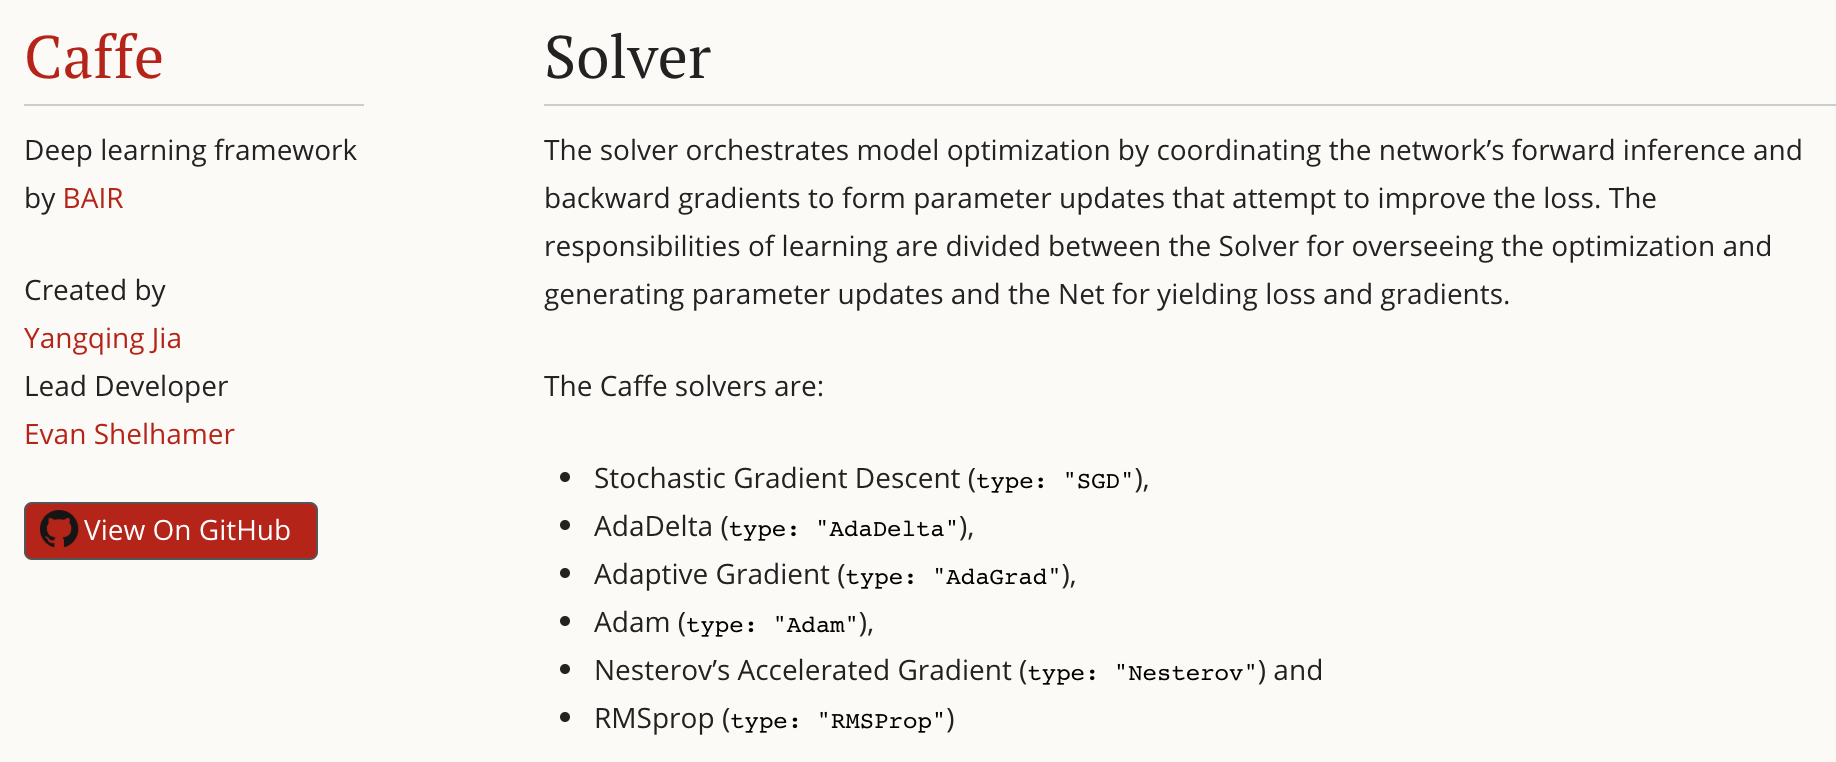 Caffe
Deep learning framework
by BAIR
Created by
Yangqing Jia
Lead Developer
Evan Shelhamer
View On GitHub
Solver
The solver orchestrates model optimization by coordinating the network’s forward inference and
backward gradients to form parameter updates that attempt to improve the loss. The
responsibilities of learning are divided between the Solver for overseeing the optimization and
generating parameter updates and the Net for yielding loss and gradients.
The Caffe solvers are:
• Stochastic Gradient Descent (type: "SGD"),
• AdaDelta (type: "AdaDelta"),
• Adaptive Gradient (type: "AdaGrad"),
• Adam (type: "Adam"),
• Nesterov’s Accelerated Gradient (type: "Nesterov") and
• RMSprop (type: "RMSProp")